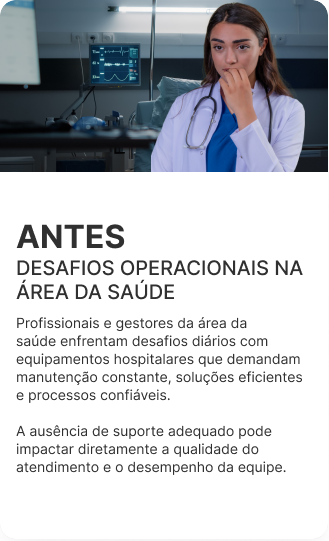 ANTES
DESAFIOS OPERACIONAIS NA
ÁREA DA SAÚDE
Profissionais e gestores da área da
saúde enfrentam desafios diários com
equipamentos hospitalares que demandam
manutenção constante, soluções eficientes
e processos confiáveis.
A ausência de suporte adequado pode
impactar diretamente a qualidade do
atendimento e o desempenho da equipe.